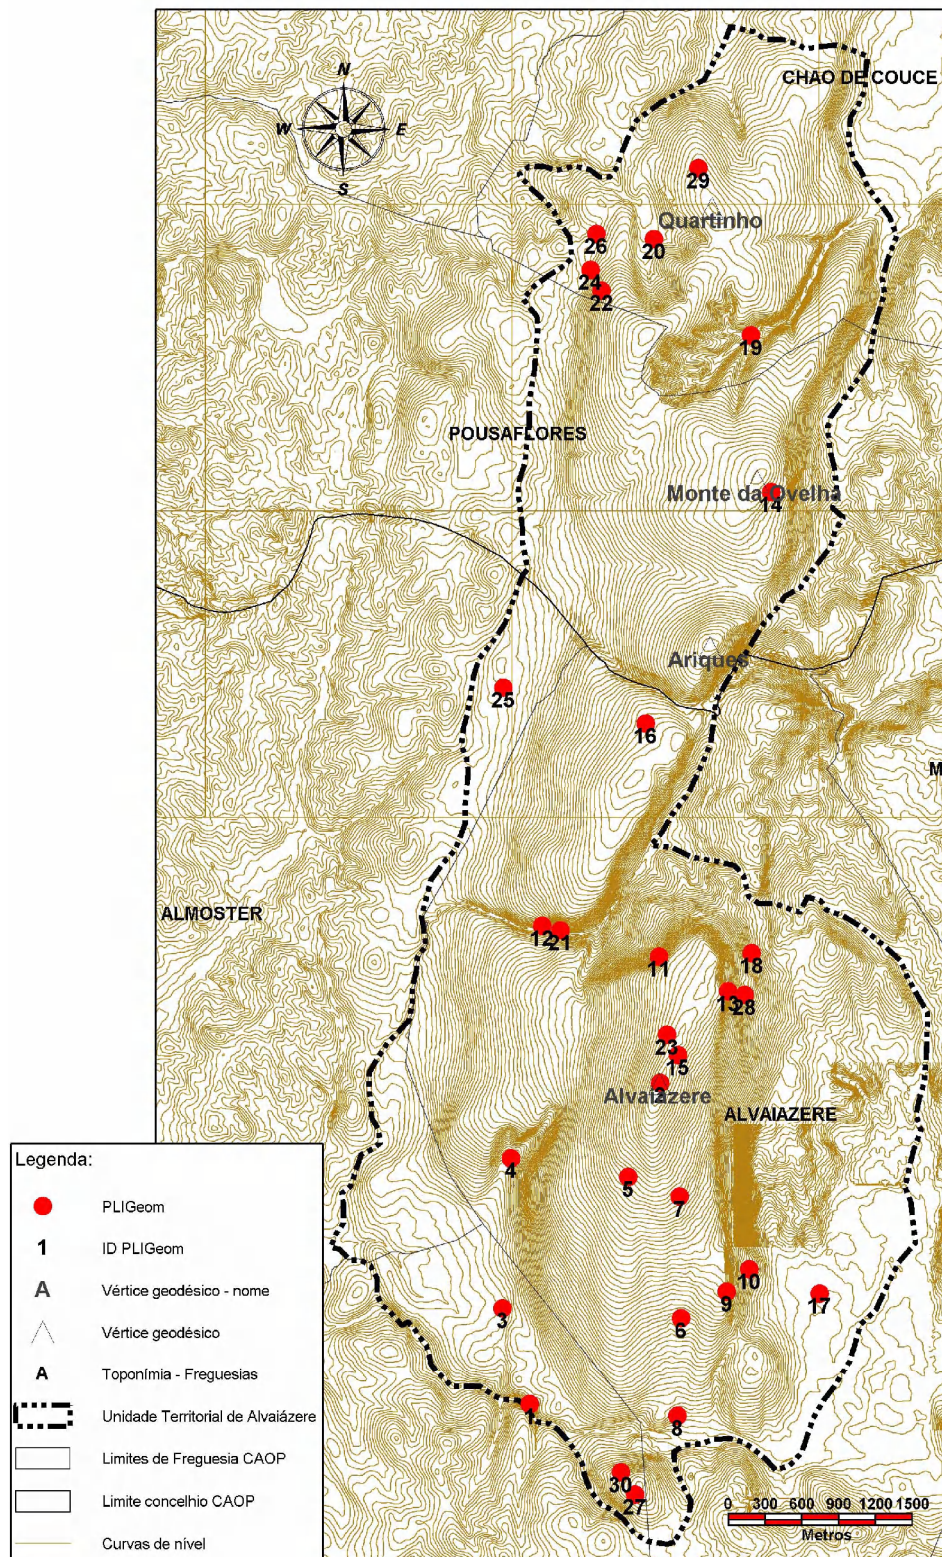 CHAO DE COUCE
N
W
E
S
29
Quartinho
26
20
24
22
19
POUSAFLORES
Monte da Ovelha
14
Ariques
25
16
M
ALMOSTER
12
21
11
18
13
28
23
15
2
Alvaiazere
ALVAIAZERE
4
5
7
10
9
17
3
6
1
8
30
27
0 300 600 900 1200 1500
Metros
Legenda:
PLIGeom
1 ID PLIGeom
A Vértice geodésico - nome
Vértice geodésico
A Toponímia - Freguesias
Unidade Territorial de Alvaiázere
Limites de Freguesia CAOP
Limite concelhio CAOP
Curvas de nível